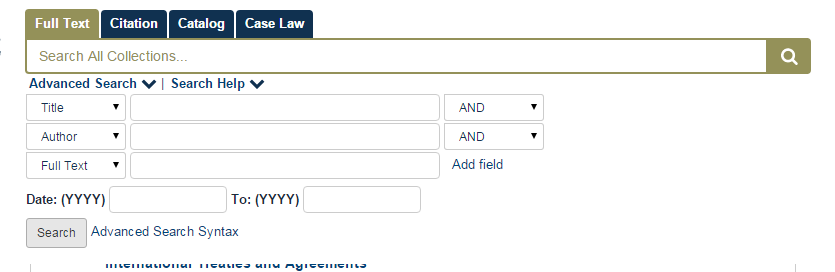 Full Text Citation Catalog Case Law
Search All Collections...
Advanced Search | Search Help
Title AND
Author AND
Full Text Add field
Date: (YYYY) To: (YYYY)
Search Advanced Search Syntax
International Treaties and Agreements